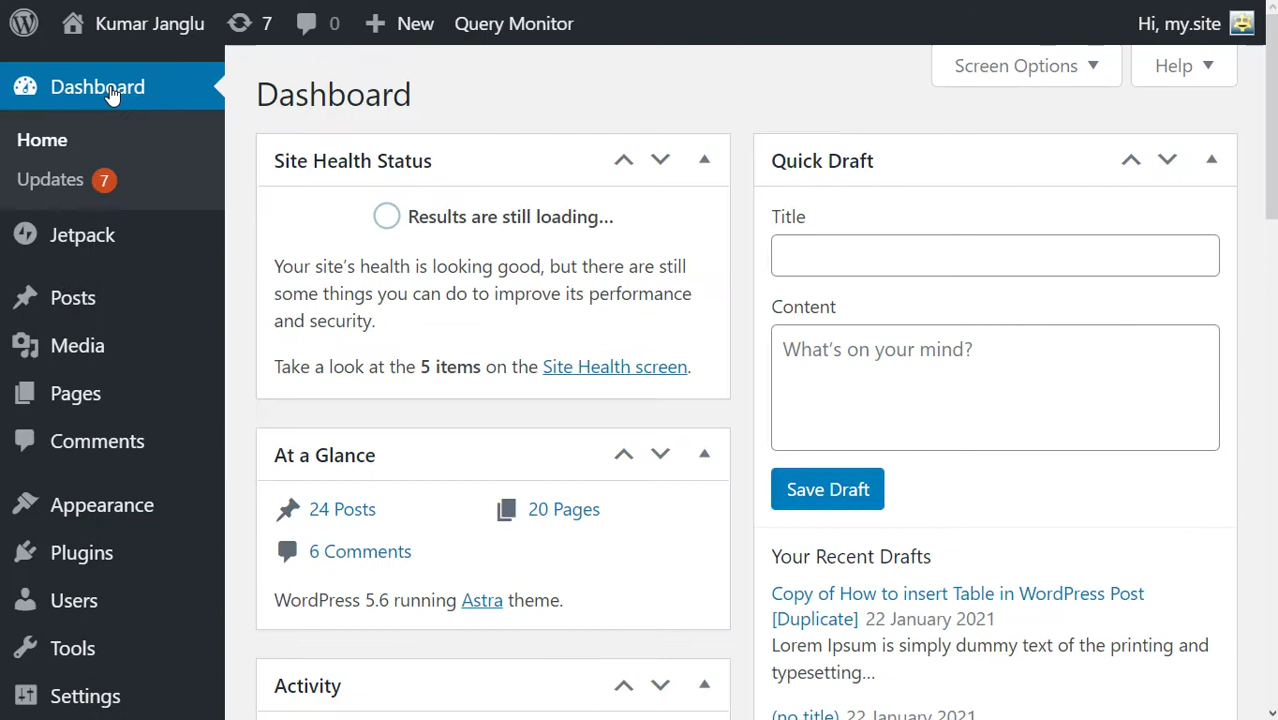 Kumar Janglu 7 0 New Query Monitor Hi, my.site
Dashboard
Home
Updates 7
Jetpack
Posts
Media
Pages
Comments
Appearance
Plugins
Users
Tools
Settings
Screen Options Help
Dashboard
Site Health Status
Results are still loading...
Your site's health is looking good, but there are still
some things you can do to improve its performance
and security.
Take a look at the 5 items on the Site Health screen.
At a Glance
24 Posts 20 Pages
6 Comments
WordPress 5.6 running Astra theme.
Activity
Quick Draft
Title
Content
What's on your mind?
Save Draft
Your Recent Drafts
Copy of How to insert Table in WordPress Post
[Duplicate] 22 January 2021
Lorem Ipsum is simply dummy text of the printing and
typesetting...
(no title) 22 January 2021